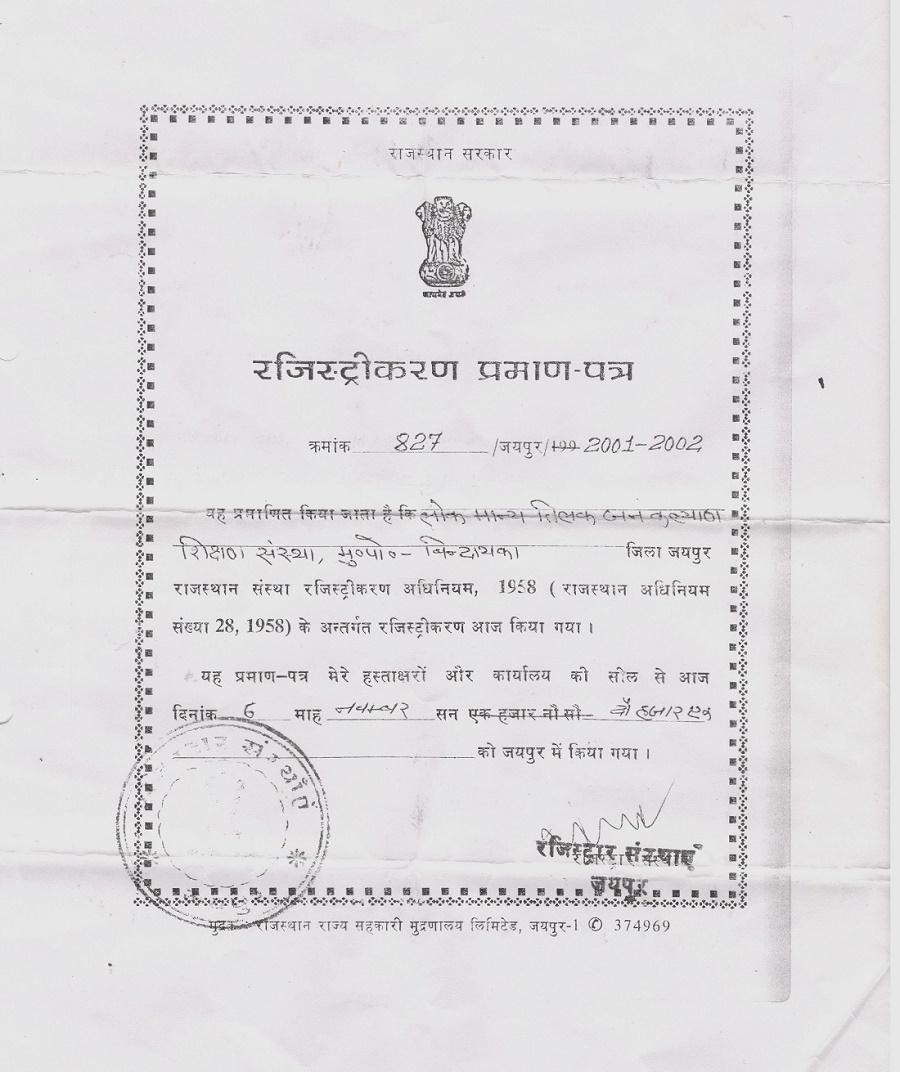 राजस्थान सरकार
सत्यमेव जयते
रजिस्ट्रीकरण प्रमाण-पत्र
क्रमांक 827 /जयपुर/199 2001-2002
यह प्रमाणित किया जाता है कि लोक मान्य तिलक जन कल्याण
शिक्षण संस्था, मु०पो०- बिन्दायका जिला जयपुर
राजस्थान संस्था रजिस्ट्रीकरण अधिनियम, 1958 ( राजस्थान अधिनियम
संख्या 28, 1958) के अन्तर्गत रजिस्ट्रीकरण आज किया गया ।
यह प्रमाण-पत्र मेरे हस्ताक्षरों और कार्यालय की सील से आज
दिनांक 6 माह नवम्बर सन एक हजार नौ सौ दो हजार एक
को जयपुर में किया गया ।
रजिस्ट्रार संस्थाएं
जयपुर
मुद्रक राजस्थान राज्य सहकारी मुद्रणालय लिमिटेड, जयपुर-1 ✆ 374969